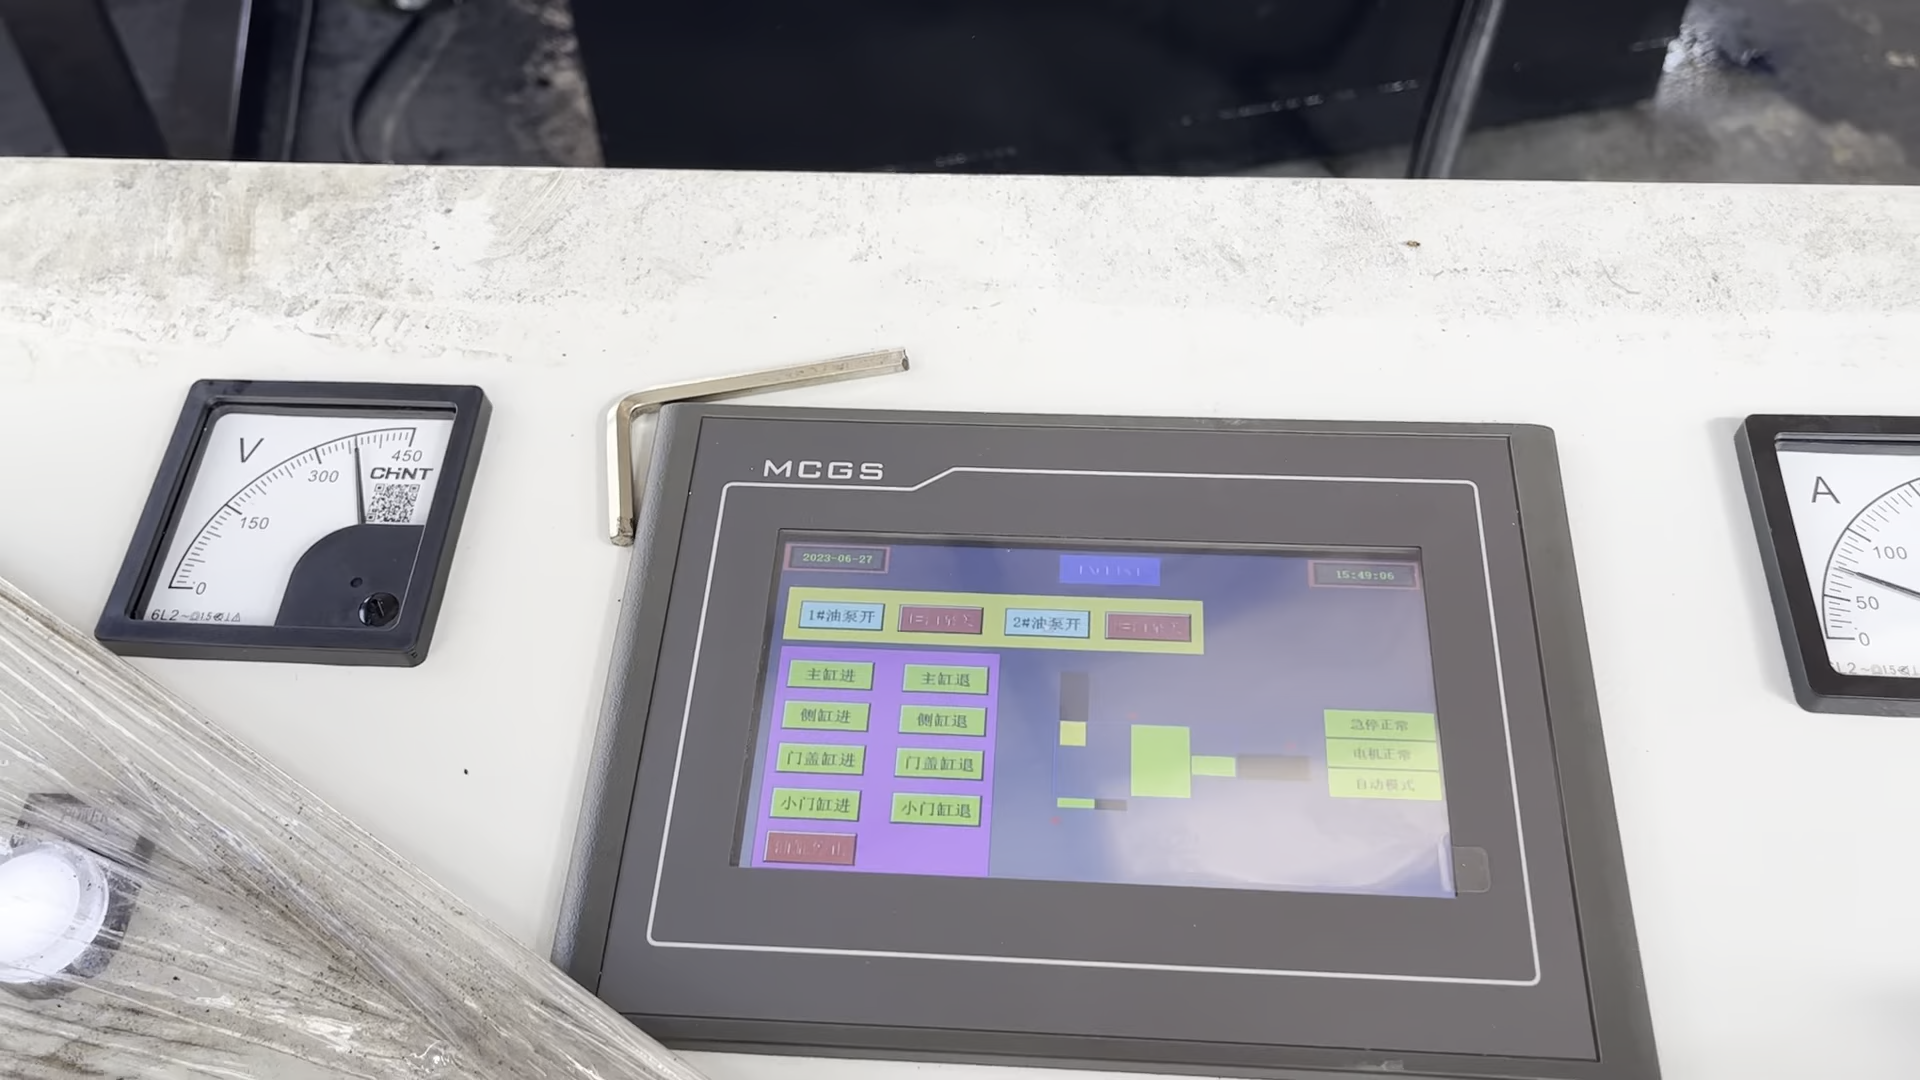 V
450
300
150
0
CHNT
6L2
MCGS
2023-06-27
15:49:06
1#油泵开
2#油泵开
主缸进
主缸退
侧缸进
侧缸退
门盖缸进
门盖缸退
小门缸进
小门缸退
急停正常
电机正常
自动模式
A
100
50
0